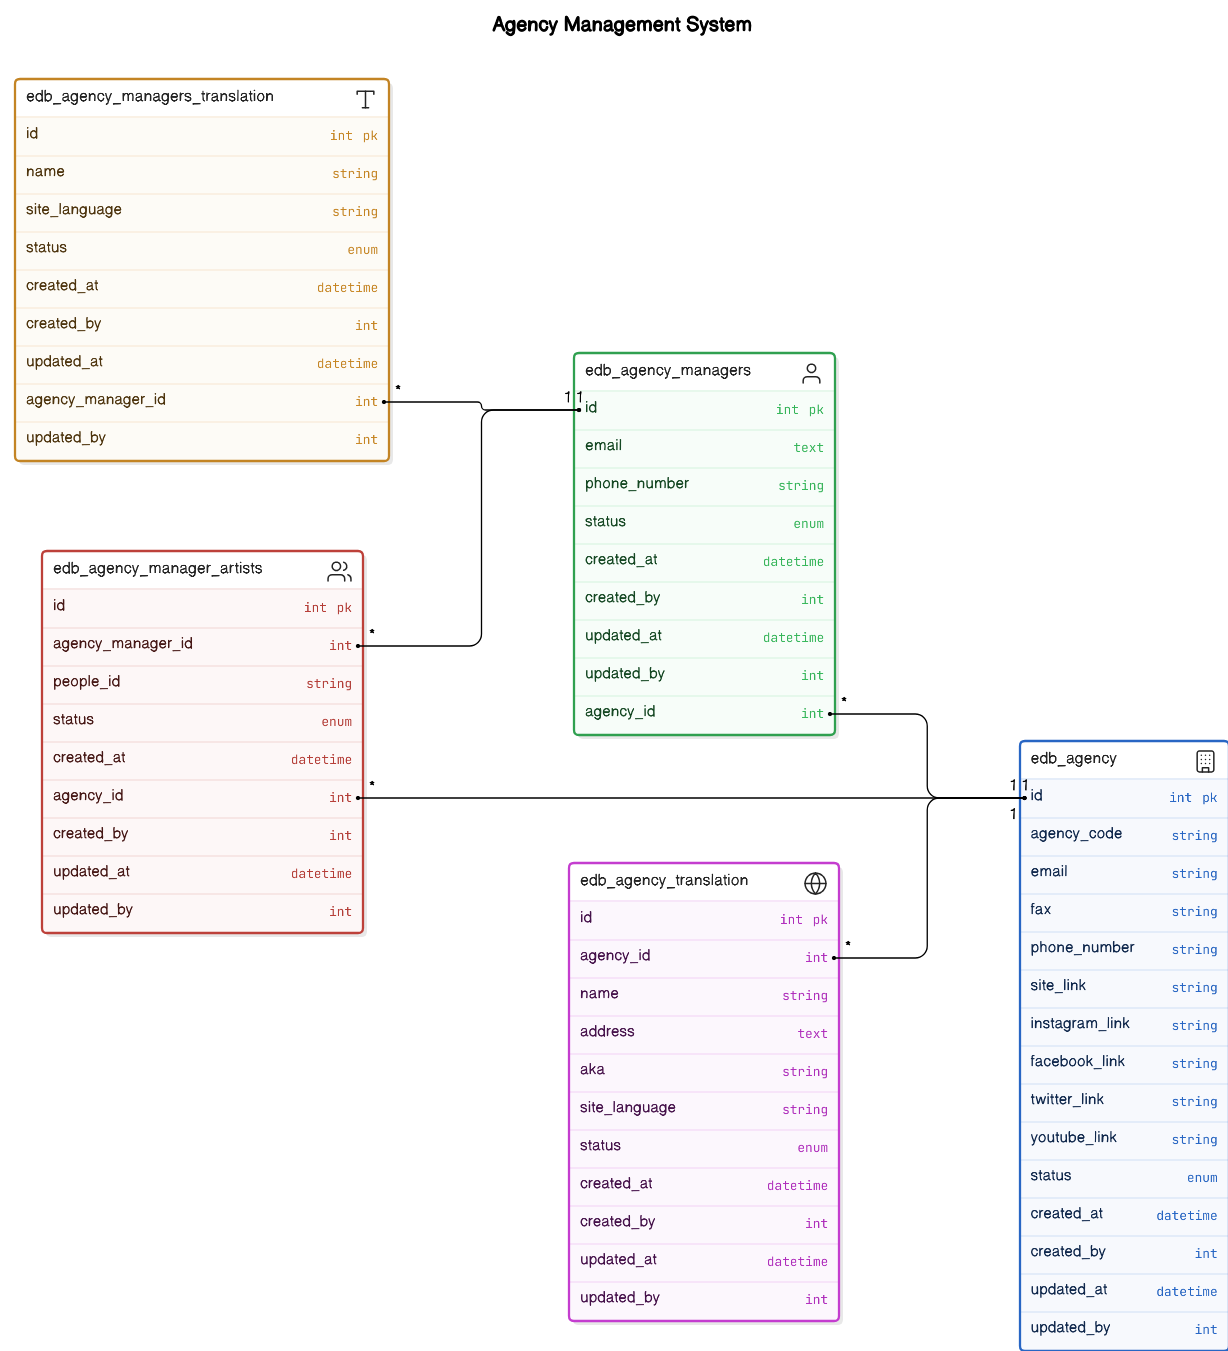 Agency Management System
edb_agency_managers_translation
id int pk
name string
site_language string
status enum
created_at datetime
created_by int
updated_at datetime
agency_manager_id int *
updated_by int
edb_agency_managers
1 1
id int pk
email text
phone_number string
status enum
created_at datetime
created_by int
updated_at datetime
updated_by int
agency_id int *
edb_agency_manager_artists
id int pk
agency_manager_id int *
people_id string
status enum
created_at datetime
agency_id int *
created_by int
updated_at datetime
updated_by int
edb_agency
1 1
id int pk
1
agency_code string
email string
fax string
phone_number string
site_link string
instagram_link string
facebook_link string
twitter_link string
youtube_link string
status enum
created_at datetime
created_by int
updated_at datetime
updated_by int
edb_agency_translation
id int pk
agency_id int *
name string
address text
aka string
site_language string
status enum
created_at datetime
created_by int
updated_at datetime
updated_by int